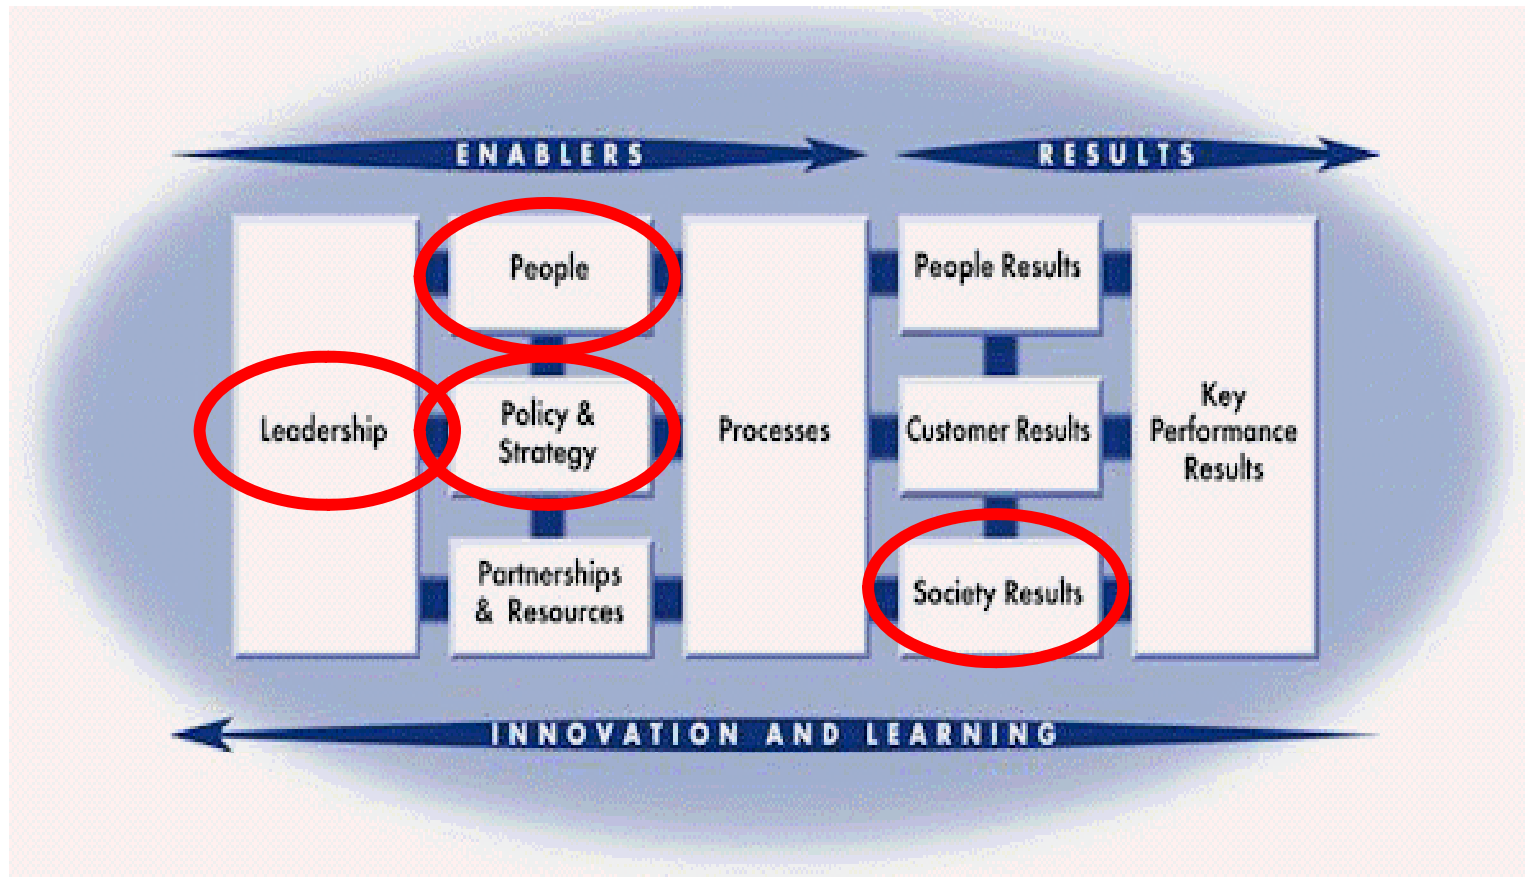 ENABLERS
RESULTS
People
People Results
Leadership
Policy &
Strategy
Processes
Customer Results
Key
Performance
Results
Partnerships
& Resources
Society Results
INNOVATION AND LEARNING